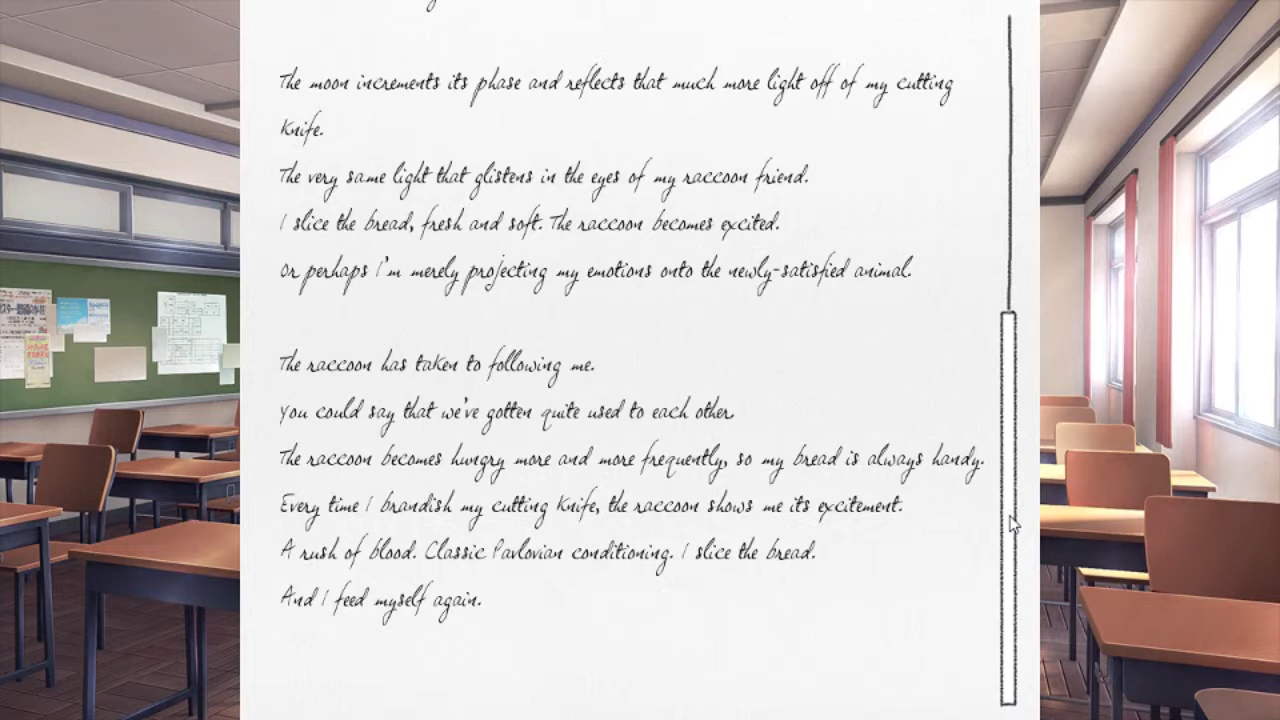 The moon increments its phase and reflects that much more light off of my cutting
knife.
The very same light that glistens in the eyes of my raccoon friend.
I slice the bread, fresh and soft. The raccoon becomes excited.
Or perhaps I'm merely projecting my emotions onto the newly-satisfied animal.
The raccoon has taken to following me.
You could say that we've gotten quite used to each other
The raccoon becomes hungry more and more frequently, so my bread is always handy.
Every time I brandish my cutting knife, the raccoon shows me its excitement.
A rush of blood. Classic Pavlovian conditioning. I slice the bread.
And I feed myself again.